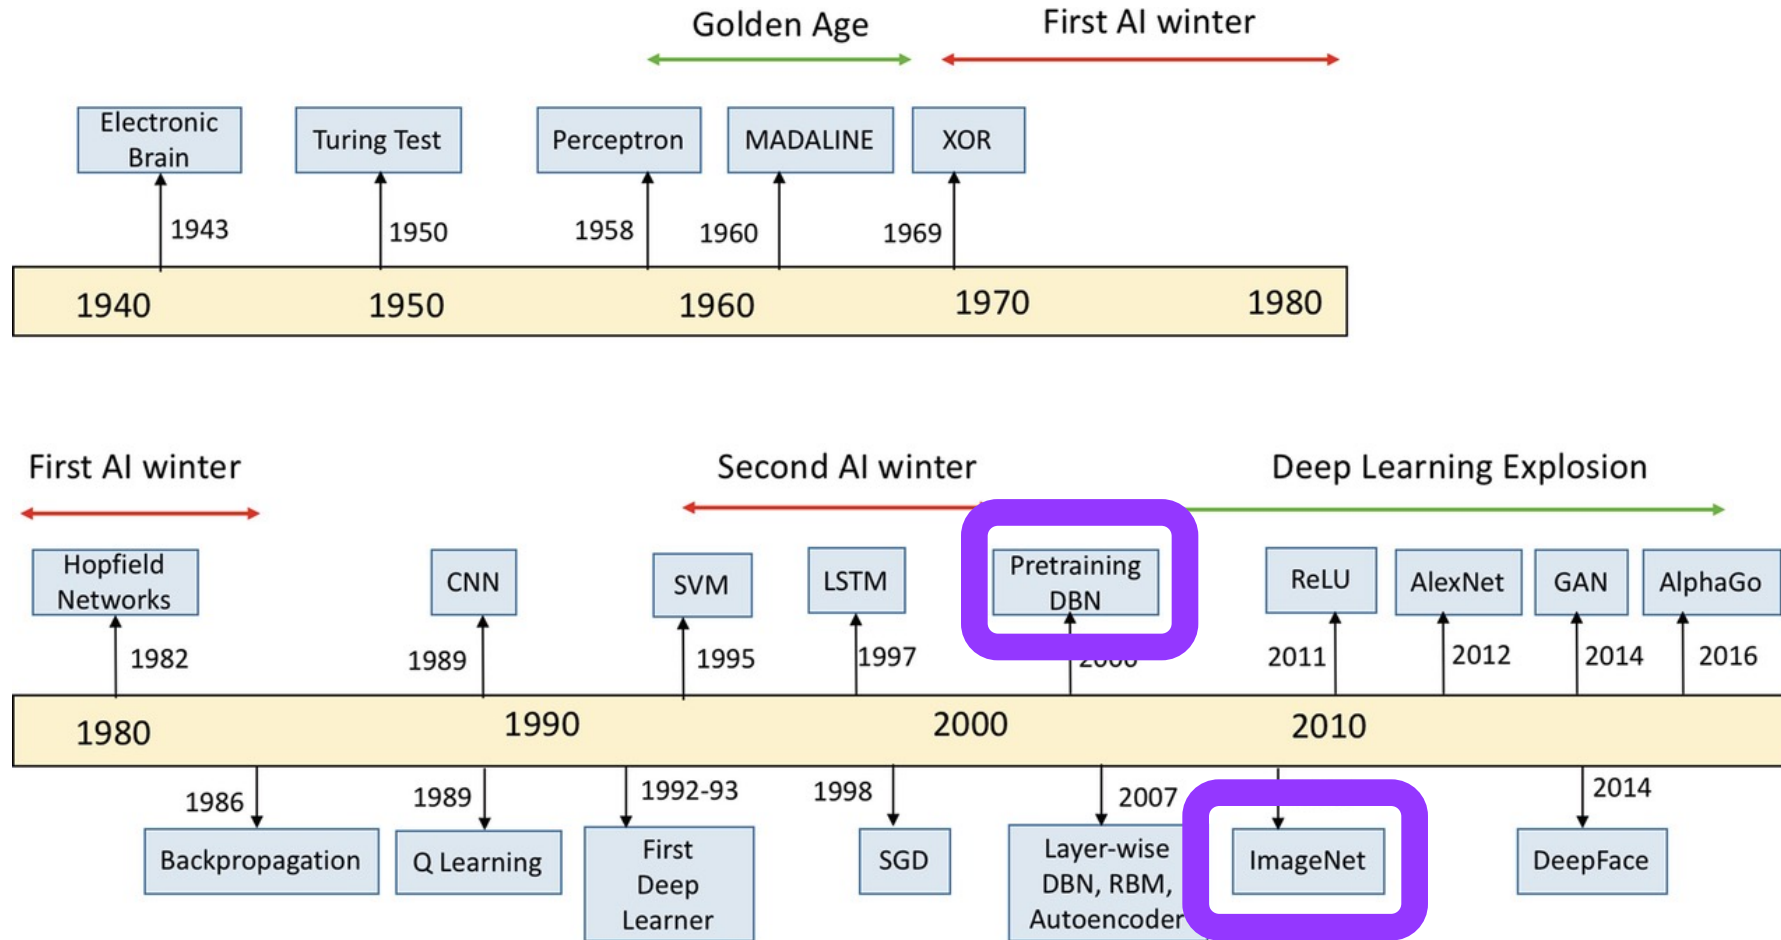 Golden Age
First AI winter
Electronic
Brain
Turing Test
Perceptron
MADALINE
XOR
1943
1950
1958
1960
1969
1940
1950
1960
1970
1980
First AI winter
Second AI winter
Deep Learning Explosion
Hopfield
Networks
CNN
SVM
LSTM
Pretraining
DBN
ReLU
AlexNet
GAN
AlphaGo
1982
1989
1995
1997
2011
2012
2014
2016
1980
1990
2000
2010
1986
1989
1992-93
1998
2007
2014
Backpropagation
Q Learning
First
Deep
Learner
SGD
Layer-wise
DBN, RBM,
Autoencoder
ImageNet
DeepFace